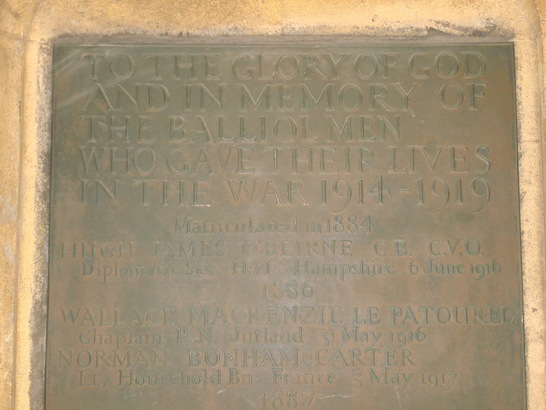 TO THE GLORY OF GOD
AND IN MEMORY OF
THE BALLIOL MEN
WHO GAVE THEIR LIVES
IN THE WAR 1914-1919
Matriculated in 1884
HUGH JAMES O'BEIRNE C.B. C.V.O.
Diplomatic Sce. H.M.S. Hampshire 6 June 1916
1886
WALLACE MACKENZIE LE PATOUREL
Chaplain R.N. Jutland 31 May 1916
NORMAN BONHAM-CARTER
Lt. Household Bn. France 3 May 1917
1887